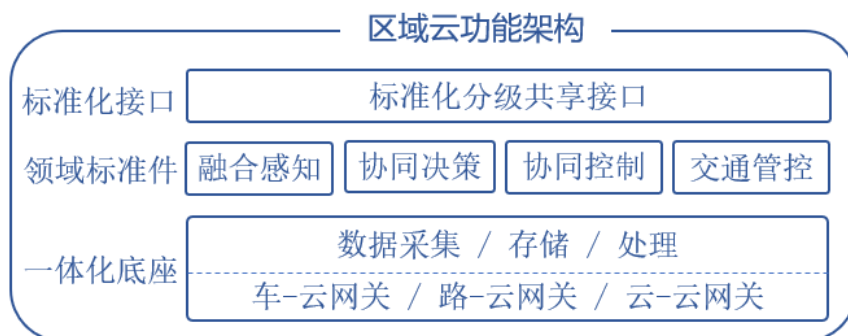 区域云功能架构
标准化接口 标准化分级共享接口
领域标准件 融合感知 协同决策 协同控制 交通管控
一体化底座
数据采集 / 存储 / 处理
车-云网关 / 路-云网关 / 云-云网关